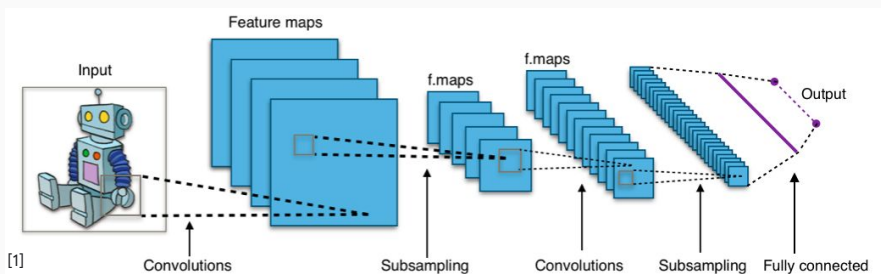 Feature maps
Input
f.maps
f.maps
Output
[1]
Convolutions
Subsampling
Convolutions
Subsampling
Fully connected